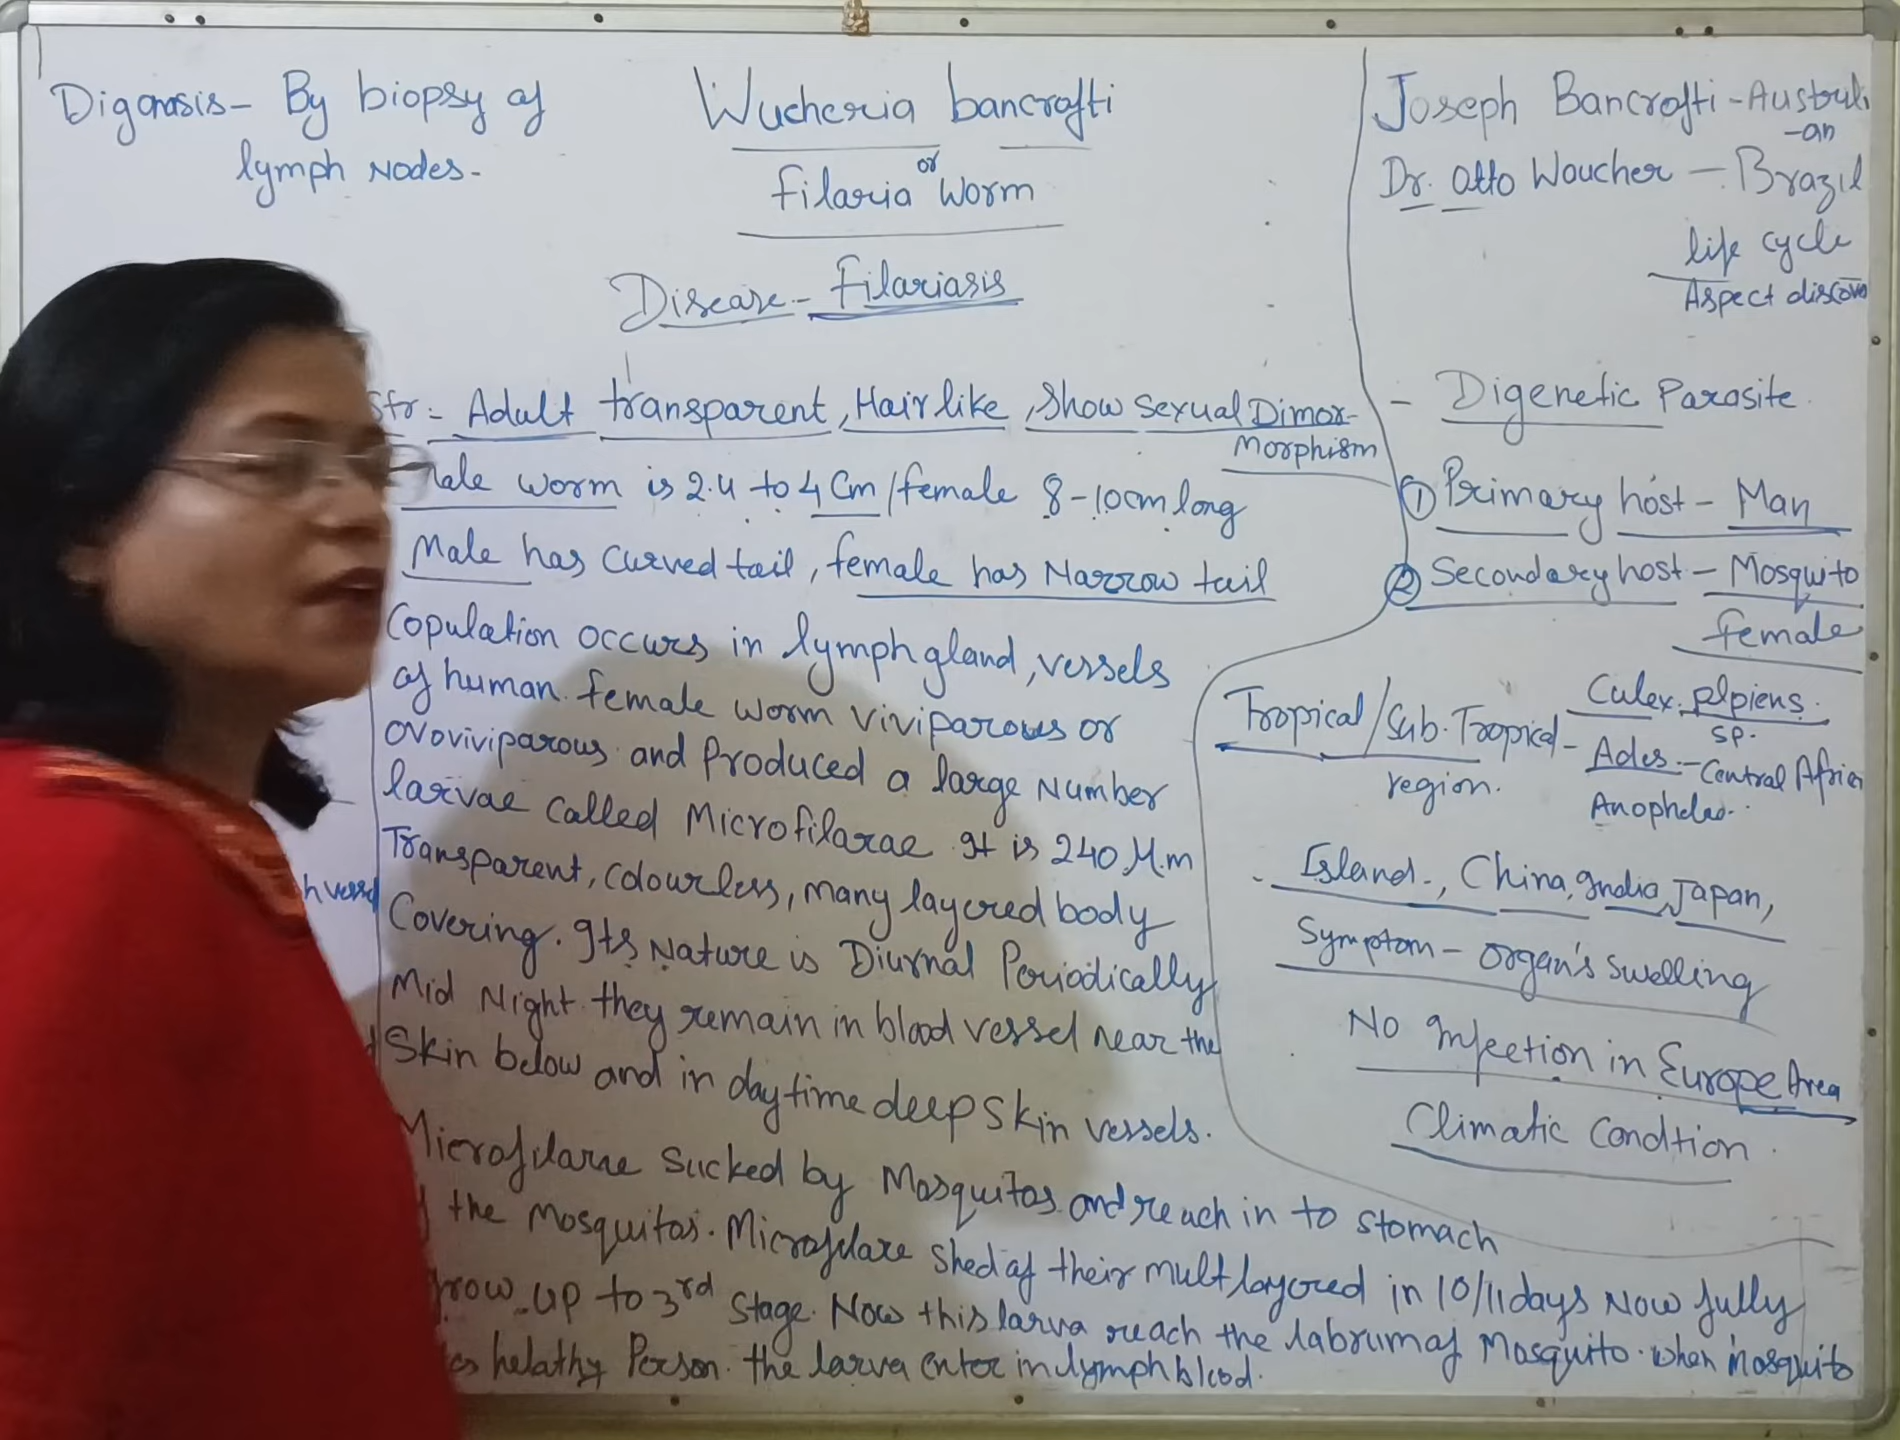 Digonosis - By biopsy of
lymph Nodes -
Wucheria bancrofti
or
filaria Worm
Disease - Filariasis
Str - Adult transparent, Hair like, Show Sexual Dimor-
Morphism
male worm is 2.4 to 4 Cm/female 8-10cm long
Male has curved tail, female has Narrow tail
Copulation occurs in lymph gland, vessels
of human. female worm viviparous or
Ovoviviparous and Produced a large Number
larvae called Microfilarae. It is 240 M.m
Transparent, Colourless, many layered body
Covering. Its Nature is Diurnal Periodically
Mid Night they remain in blood vessel near the
Skin below and in daytime deep skin vessels.
Microfilarae sucked by Mosquitos and reach in to stomach
the Mosquitos. Microfilare shed of their multlayered in 10/11 days Now fully
grow up to 3rd stage. Now this larva reach the labrum of Mosquito. when mosquito
helathy Person. the larva enter in lymph blood.
Joseph Bancrofti - Australi
-an
Dr. Otto Woucher - Brazil
life cycle
Aspect discov
- Digenetic Parasite
① Primary host - Man
② Secondary host - Mosquito
female
Tropical/Sub. Tropical -
region.
Culex. pipiens.
sp.
Ades - Central Afric
Anopheles.
Island, China, India, Japan,
Symptom - Organ's swelling
No Infection in Europe Area
Climatic Condtion.